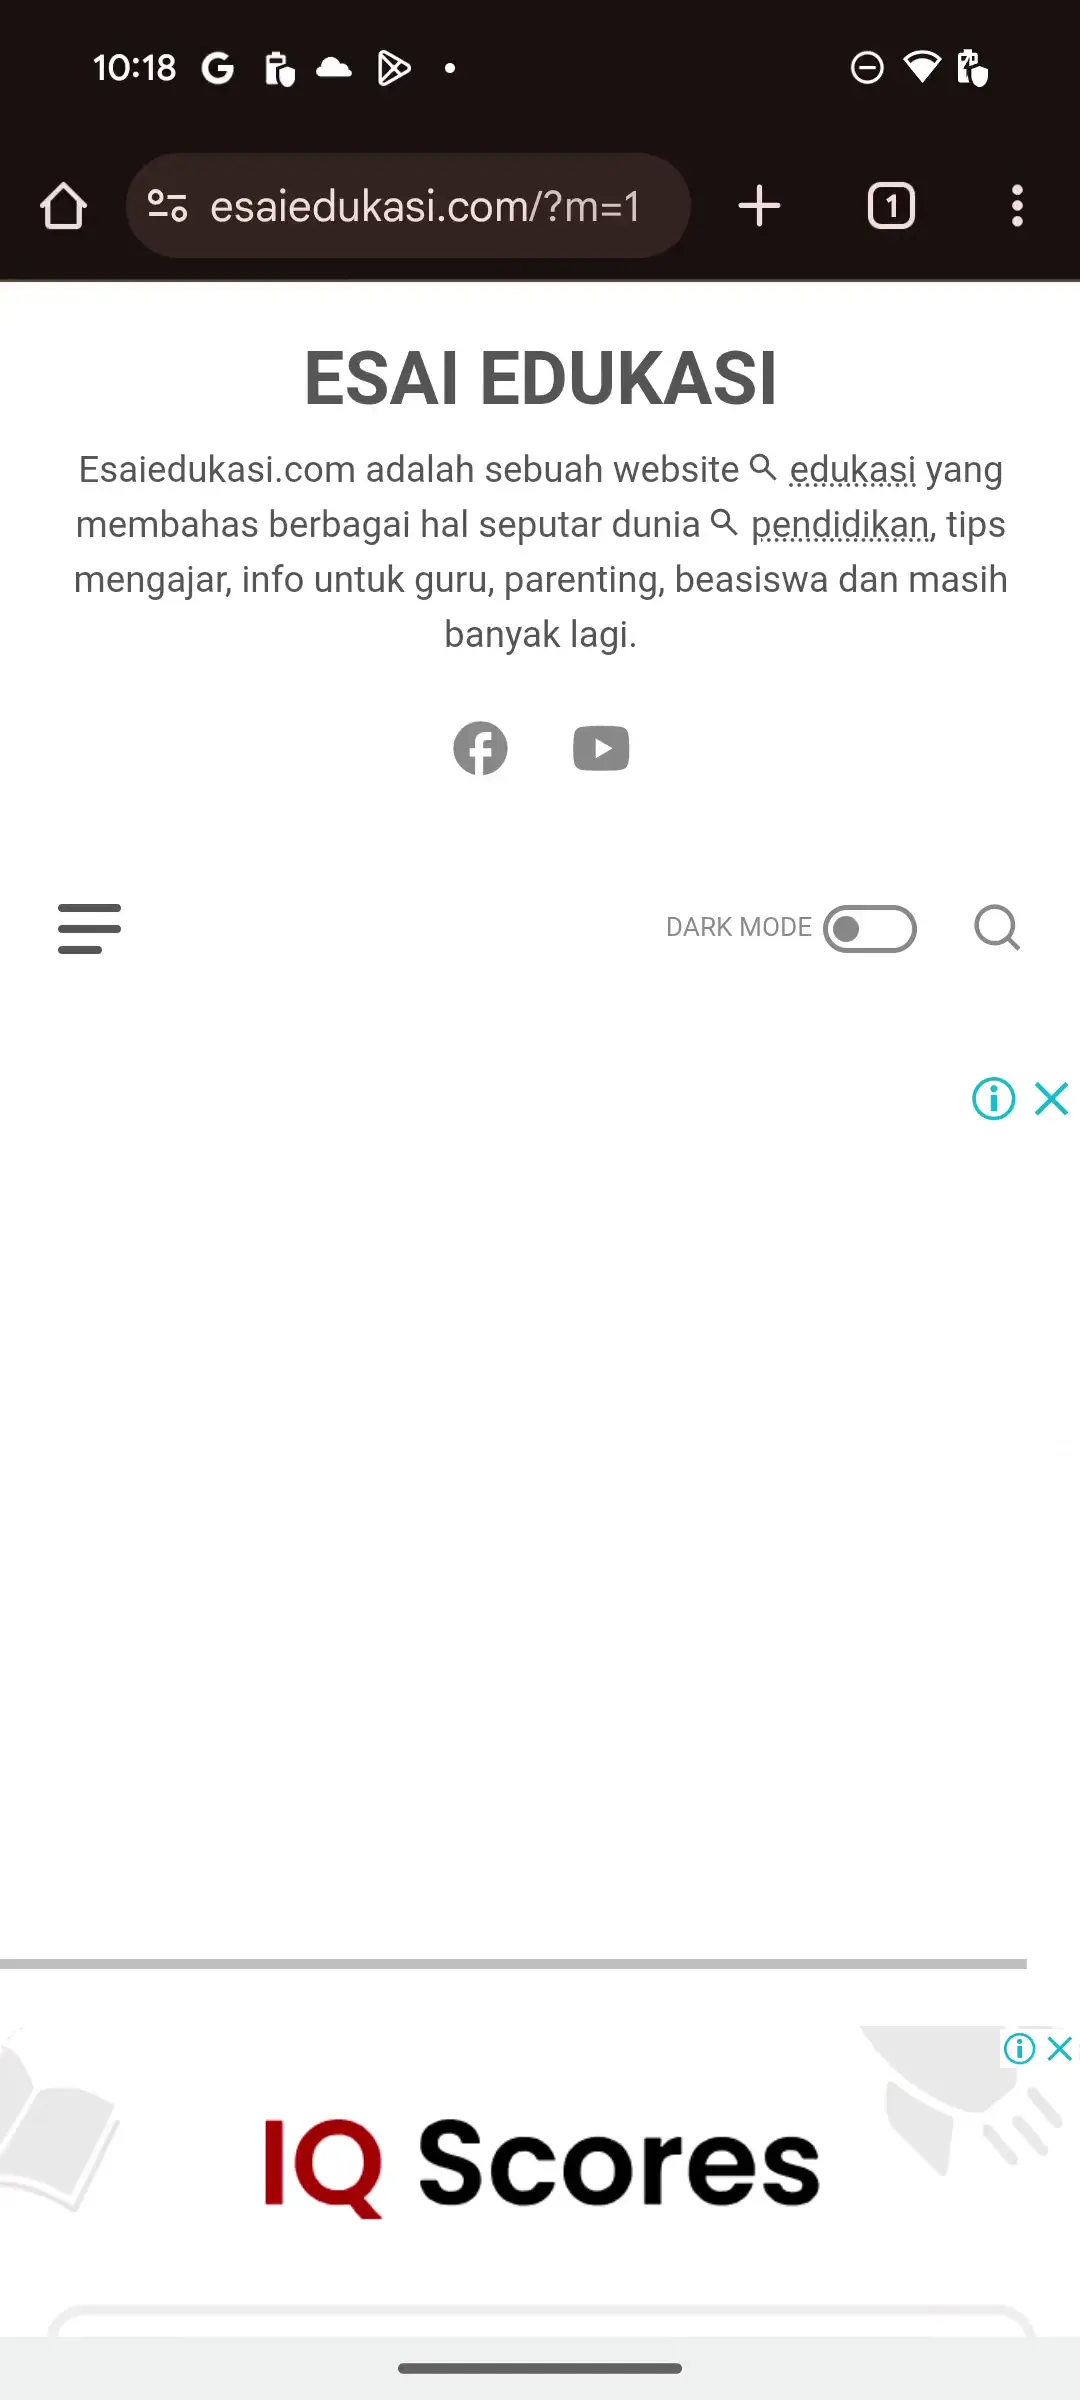 10:18
esaiedukasi.com/?m=1
1
ESAI EDUKASI
Esaiedukasi.com adalah sebuah website edukasi yang
membahas berbagai hal seputar dunia pendidikan, tips
mengajar, info untuk guru, parenting, beasiswa dan masih
banyak lagi.
DARK MODE
IQ Scores